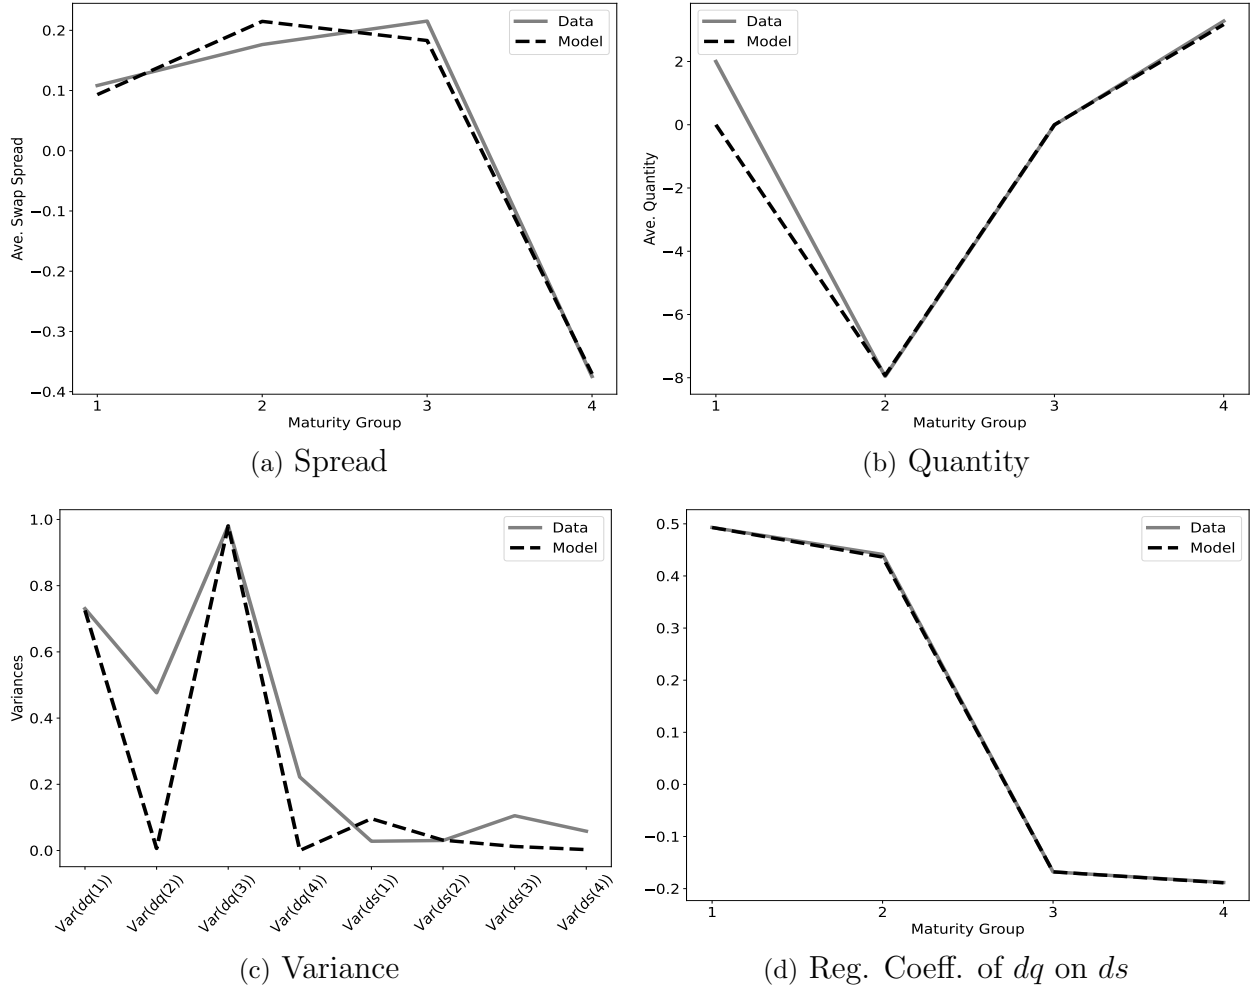 0.2
0.1
0.0
−0.1
−0.2
−0.3
−0.4
Ave. Swap Spread
Data
Model
1 2 3 4
Maturity Group
(a) Spread
2
0
−2
−4
−6
−8
Ave. Quantity
Data
Model
1 2 3 4
Maturity Group
(b) Quantity
1.0
0.8
0.6
0.4
0.2
0.0
Variances
Data
Model
Var(dq(1)) Var(dq(2)) Var(dq(3)) Var(dq(4)) Var(ds(1)) Var(ds(2)) Var(ds(3)) Var(ds(4))
(c) Variance
0.5
0.4
0.3
0.2
0.1
0.0
−0.1
−0.2
Data
Model
1 2 3 4
Maturity Group
(d) Reg. Coeff. of dq on ds